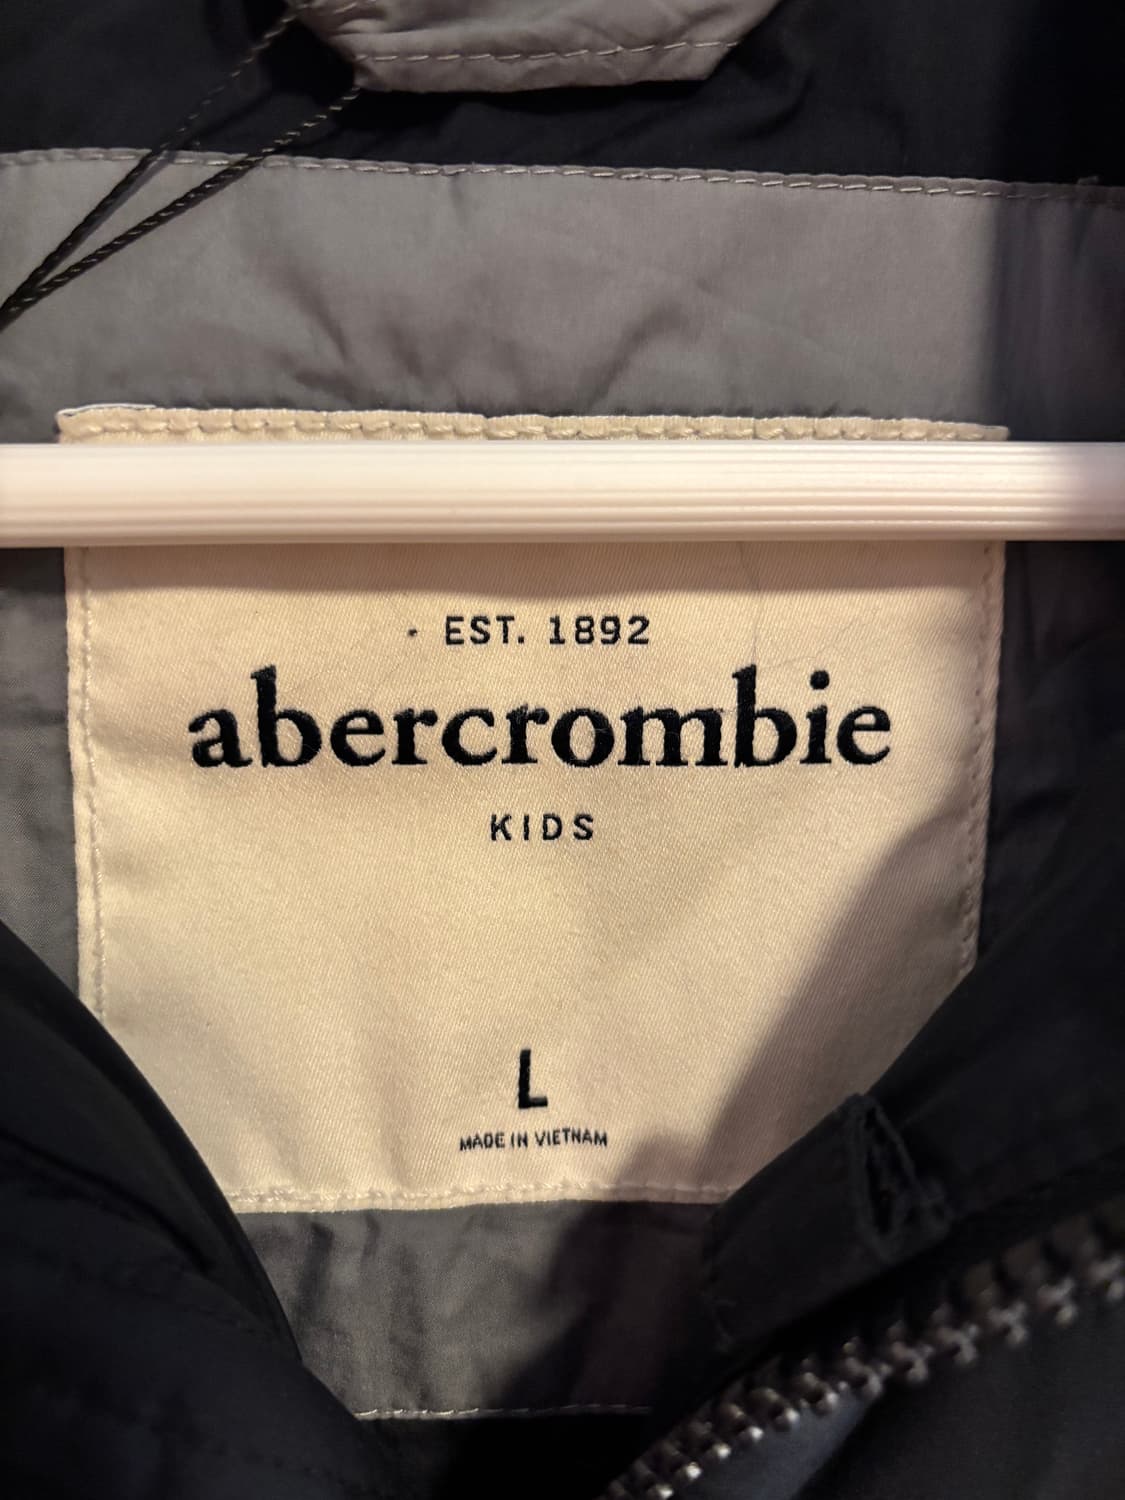 EST. 1892
abercrombie
KIDS
L
MADE IN VIETNAM